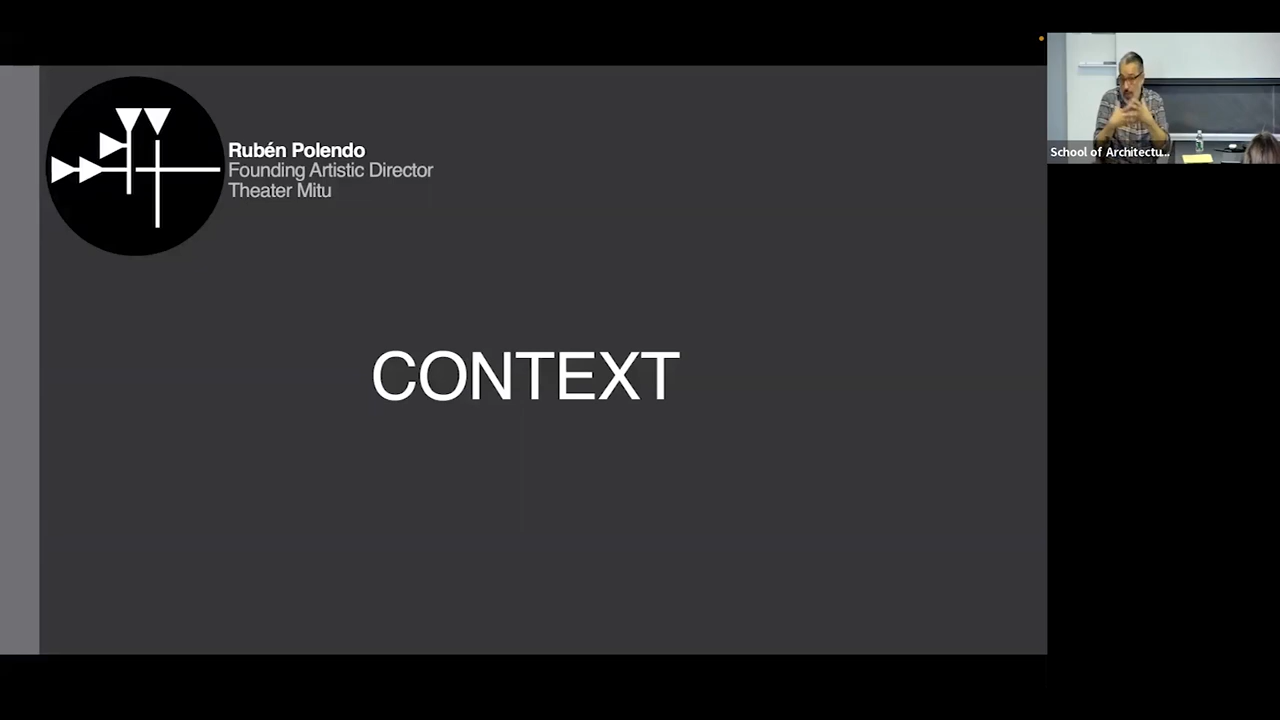 Rubén Polendo
Founding Artistic Director
Theater Mitu
CONTEXT
School of Architectu...